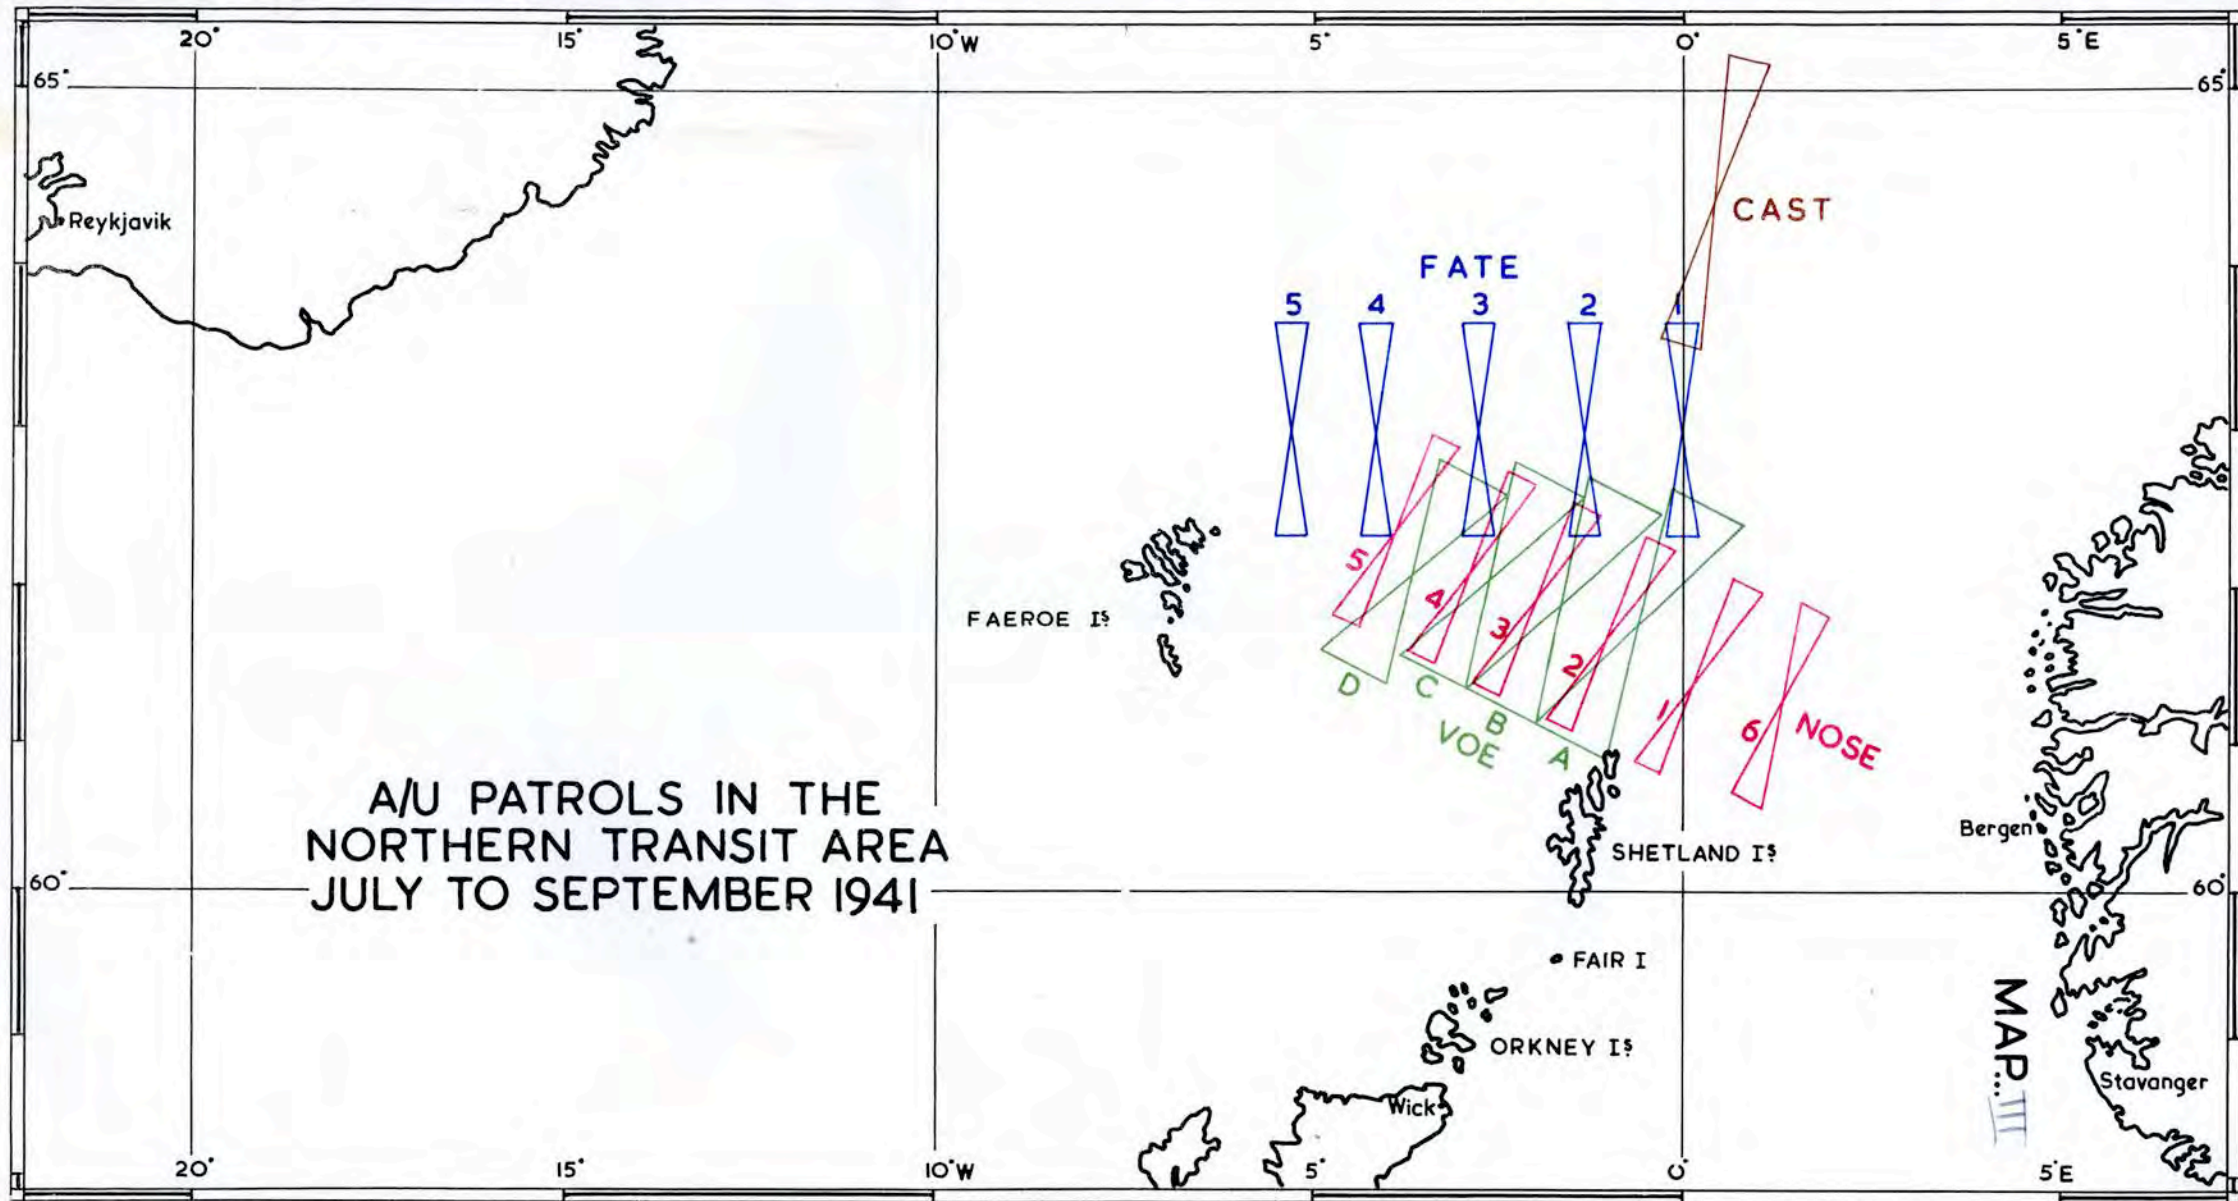 20° 15° 10°W 5° 0° 5°E
65° 65°
Reykjavik
CAST
FATE
5 4 3 2 1
5 4 3 2 1 6 NOSE
FAEROE Iˢ.
D C B A
VOE
A/U PATROLS IN THE
NORTHERN TRANSIT AREA
JULY TO SEPTEMBER 1941
Bergen
SHETLAND Iˢ.
60° 60°
FAIR I
MAP...III
ORKNEY Iˢ.
Stavanger
Wick
20° 15° 10°W 5° 0° 5°E